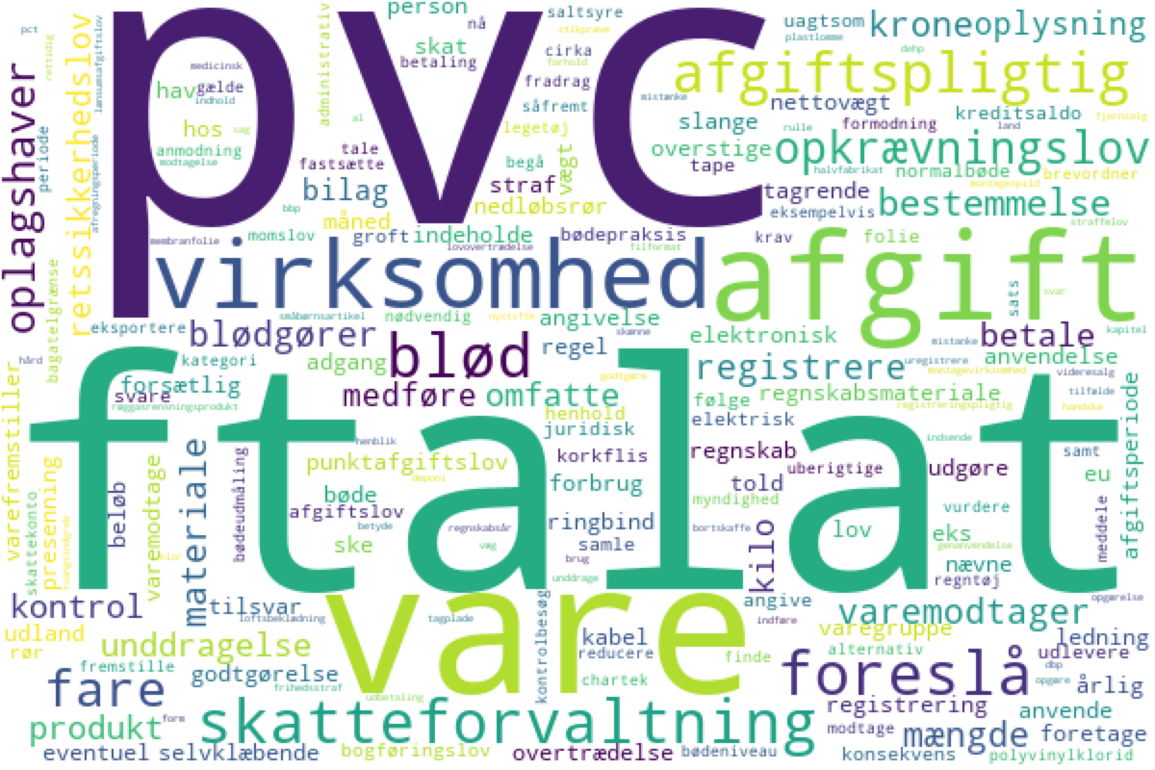 pvc
ftalat
vare
afgift
virksomhed
skatteforvaltning
afgiftspligtig
opkrævningslov
foreslå
blød
fare
oplagshaver
retssikkerhedslov
kroneoplysning
bestemmelse
registrere
materiale
kilo
varemodtager
unddragelse
produkt
kontrol
mængde
omfatte
medføre
blødgører
betale
person
skat
betaling
nå
saltsyre
stikprøve
cirka
forhold
fradrag
såfremt
legetøj
administrativ
uagtsom
plastlomme
dehp
pct
rettidig
lønsumsafgiftslov
medicinsk
hav
gælde
indhold
hos
sag
al
anmodning
modtagelse
tale
fastsætte
begå
vægt
straf
bilag
nedløbsrør
måned
bbp
momslov
membranfolie
groft
indeholde
bødepraksis
lovovertrædelse
filformat
krav
periode
afregningsperiode
mistanke
nettovægt
slange
overstige
tape
rulle
formodning
land
kreditsaldo
fjernsalg
halvfabrikat
normalbøde
brevordner
montagespild
tagrende
eksempelvis
straffelov
folie
sats
svar
kapitel
bagatelgrænse
eksportere
småbørnsartikel
nødvendig
nystifte
angivelse
skønne
elektronisk
mistanke
uregistrere
anvendelse
hård
kategori
adgang
regel
godtgøre
montagevirksomhed
videresalg
forsætlig
svare
røggasrensningsprodukt
henhold
følge
regnskabsmateriale
registreringspligtig
tilfælde
handske
juridisk
elektrisk
varefremstiller
henblik
korkflis
regnskab
indsende
samt
afgiftsperiode
punktafgiftslov
deponi
uberigtige
udgøre
eu
presenning
skattekonto
tvangsindgreb
beløb
varemodtage
klor
bødeudmåling
bøde
forbrug
told
myndighed
vurdere
meddele
afgiftslov
betyde
regnskabsår
ringbind
bortskaffe
lov
eks
genanvendelse
ske
væg
samle
brug
unddrage
nævne
regntøj
tilsvar
loftsbeklædning
tagplade
kontrolbesøg
angive
indføre
opgørelse
udland
rør
kabel
reducere
varegruppe
alternativ
ledning
udlevere
fremstille
godtgørelse
frihedsstraf
udbetaling
chartek
finde
dbp
opgøre
årlig
form
registrering
modtage
anvende
foretage
eventuel
selvklæbende
bogføringslov
overtrædelse
bødeniveau
konsekvens
polyvinylklorid